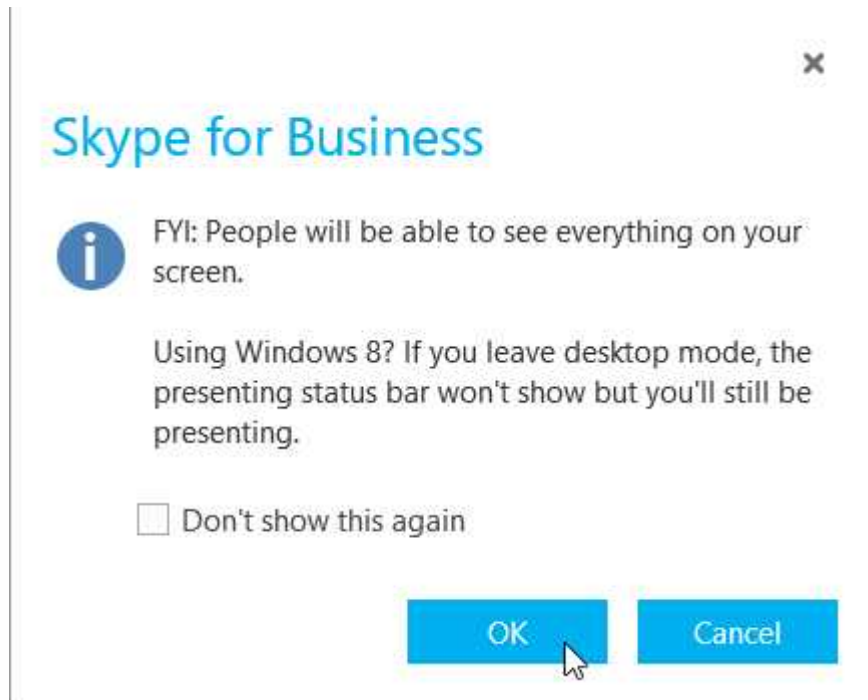 Skype for Business
FYI: People will be able to see everything on your
screen.
Using Windows 8? If you leave desktop mode, the
presenting status bar won't show but you'll still be
presenting.
Don't show this again
OK
Cancel